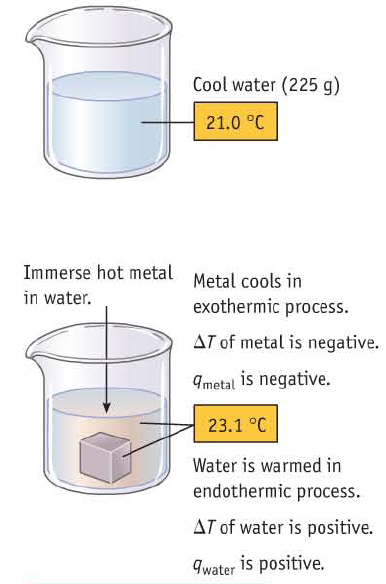 Cool water (225 g)
21.0 °C
Immerse hot metal
in water.
Metal cools in
exothermic process.
ΔT of metal is negative.
qmetal is negative.
23.1 °C
Water is warmed in
endothermic process.
ΔT of water is positive.
qwater is positive.